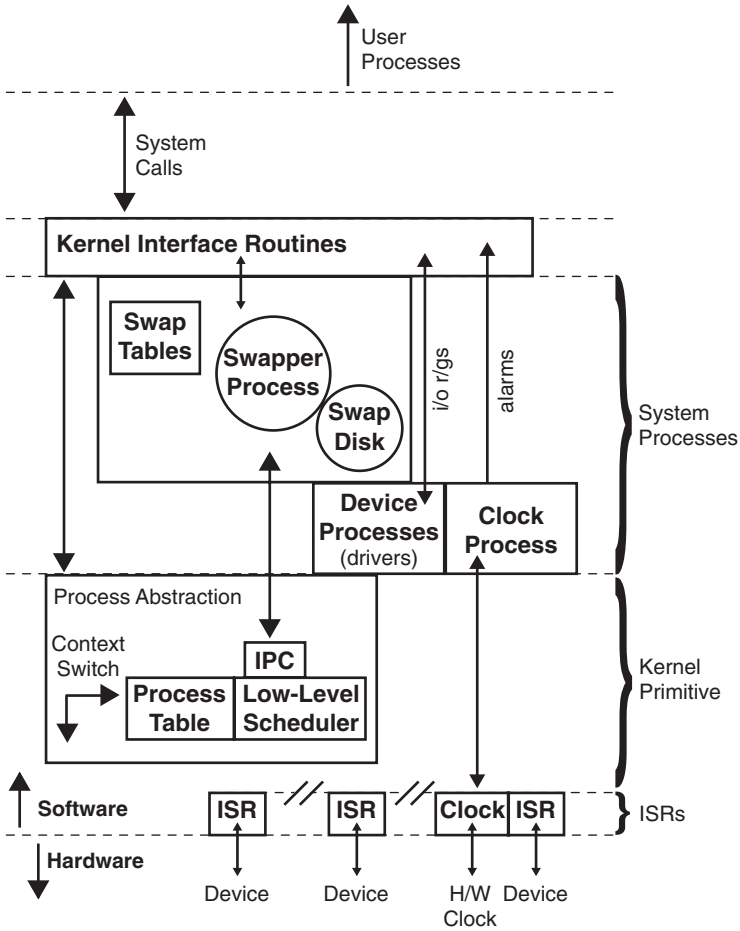 User
Processes
System
Calls
Kernel Interface Routines
Swap
Tables
Swapper
Process
Swap
Disk
i/o r/gs
alarms
System
Processes
Device
Processes
(drivers)
Clock
Process
Process Abstraction
Context
Switch
IPC
Process
Table
Low-Level
Scheduler
Kernel
Primitive
Software
ISR
ISR
Clock
ISR
ISRs
Hardware
Device
Device
H/W
Clock
Device